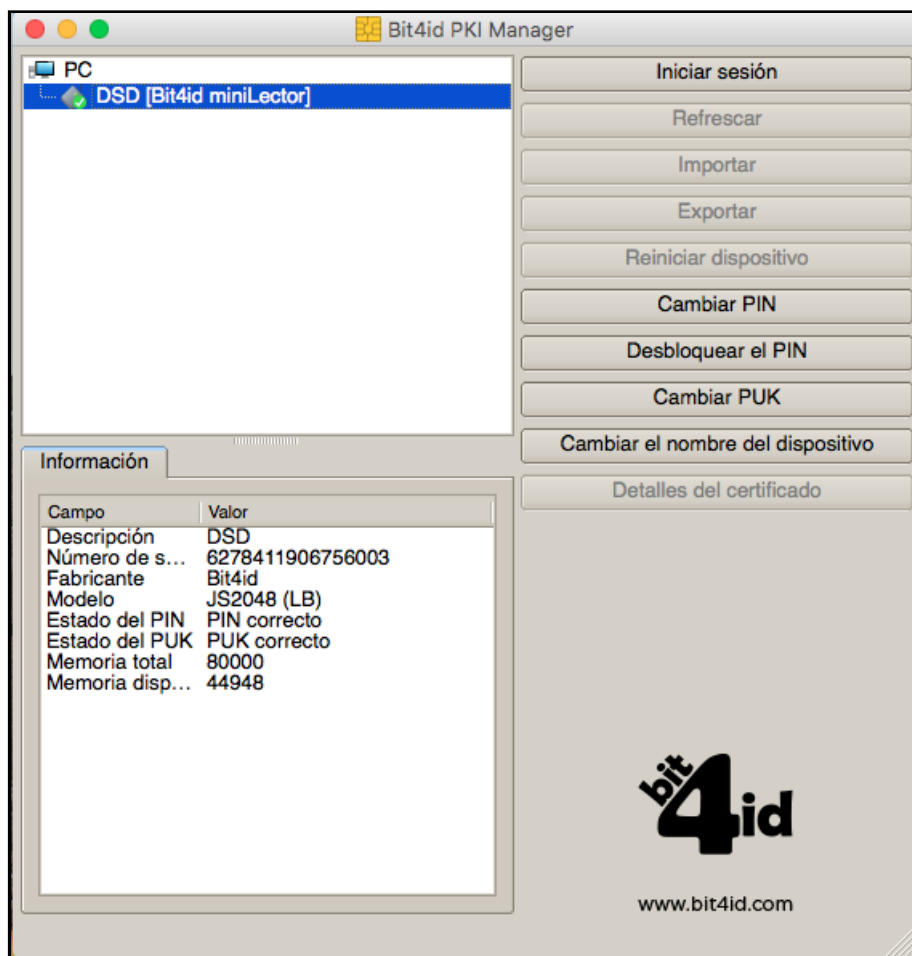 Bit4id PKI Manager
PC
DSD [Bit4id miniLector]
Iniciar sesión
Refrescar
Importar
Exportar
Reiniciar dispositivo
Cambiar PIN
Desbloquear el PIN
Cambiar PUK
Cambiar el nombre del dispositivo
Detalles del certificado
Información
Campo Valor
Descripción DSD
Número de s... 6278411906756003
Fabricante Bit4id
Modelo JS2048 (LB)
Estado del PIN PIN correcto
Estado del PUK PUK correcto
Memoria total 80000
Memoria disp... 44948
bit4id
www.bit4id.com